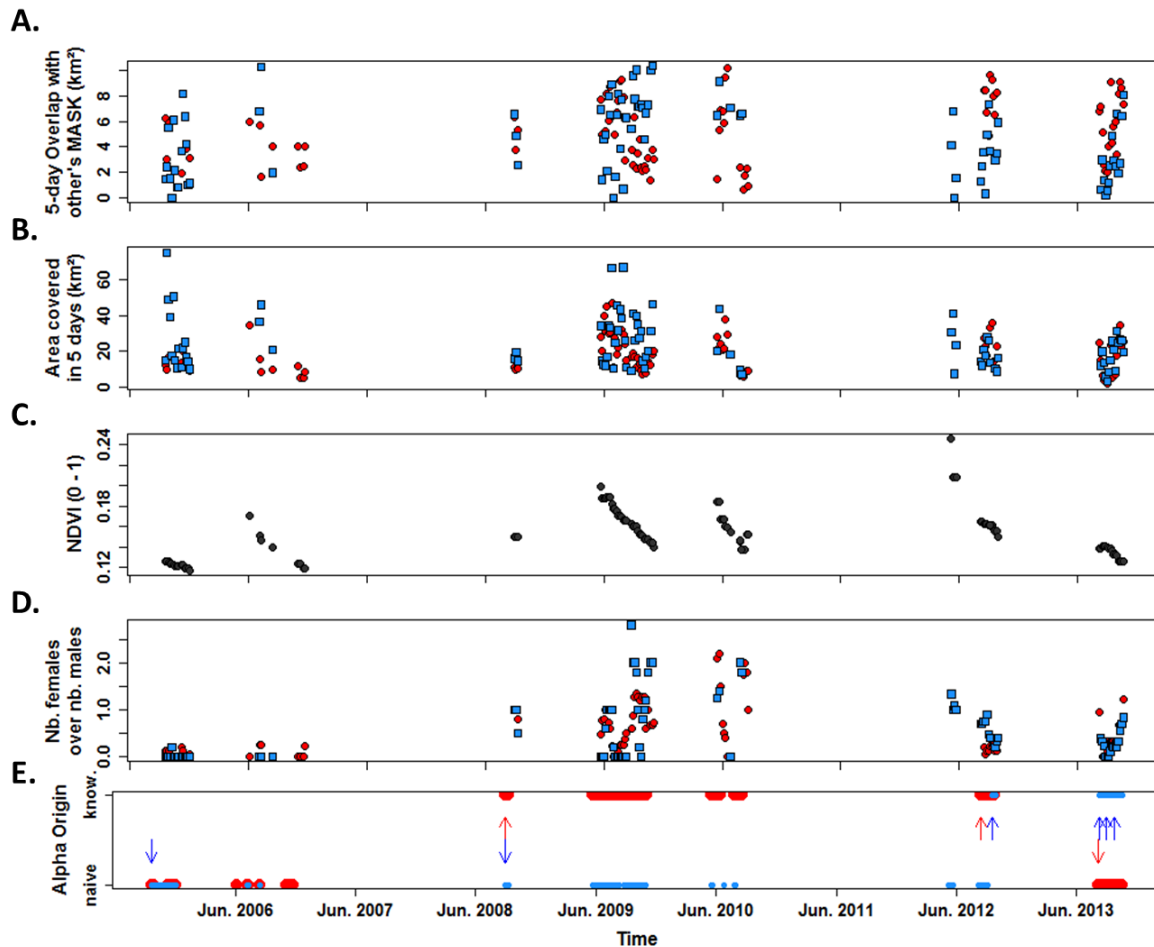 A.
5-day Overlap with
other's MASK (km²)
0 2 4 6 8
B.
Area covered
in 5 days (km²)
0 20 40 60
C.
NDVI (0 - 1)
0.12 0.18 0.24
D.
Nb. females
over nb. males
0.0 1.0 2.0
E.
Alpha Origin
naive know.
Jun. 2006 Jun. 2007 Jun. 2008 Jun. 2009 Jun. 2010 Jun. 2011 Jun. 2012 Jun. 2013
Time